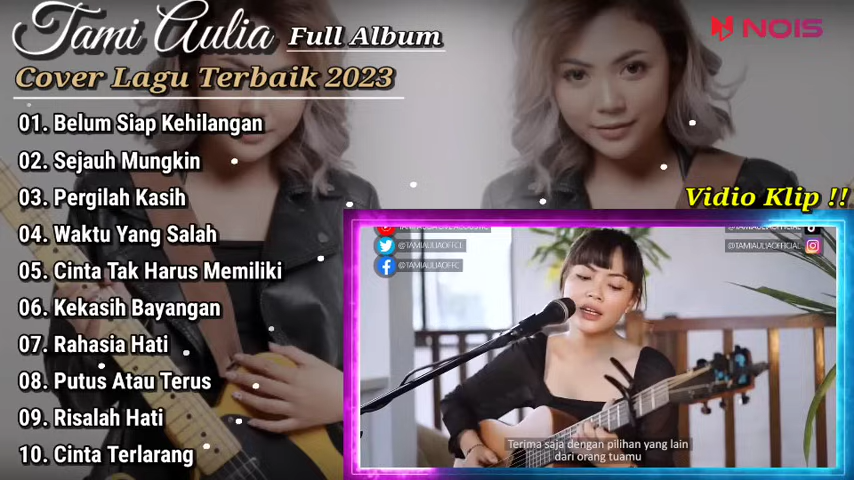 Tami Aulia Full Album
NOIS
Cover Lagu Terbaik 2023
01. Belum Siap Kehilangan
02. Sejauh Mungkin
03. Pergilah Kasih
04. Waktu Yang Salah
05. Cinta Tak Harus Memiliki
06. Kekasih Bayangan
07. Rahasia Hati
08. Putus Atau Terus
09. Risalah Hati
10. Cinta Terlarang
Vidio Klip !!
@TAMIAULIAOFFCL
@TAMIAULIAOFFC
@TAMIAULIAOFFICIAL
Terima saja dengan pilihan yang lain
dari orang tuamu